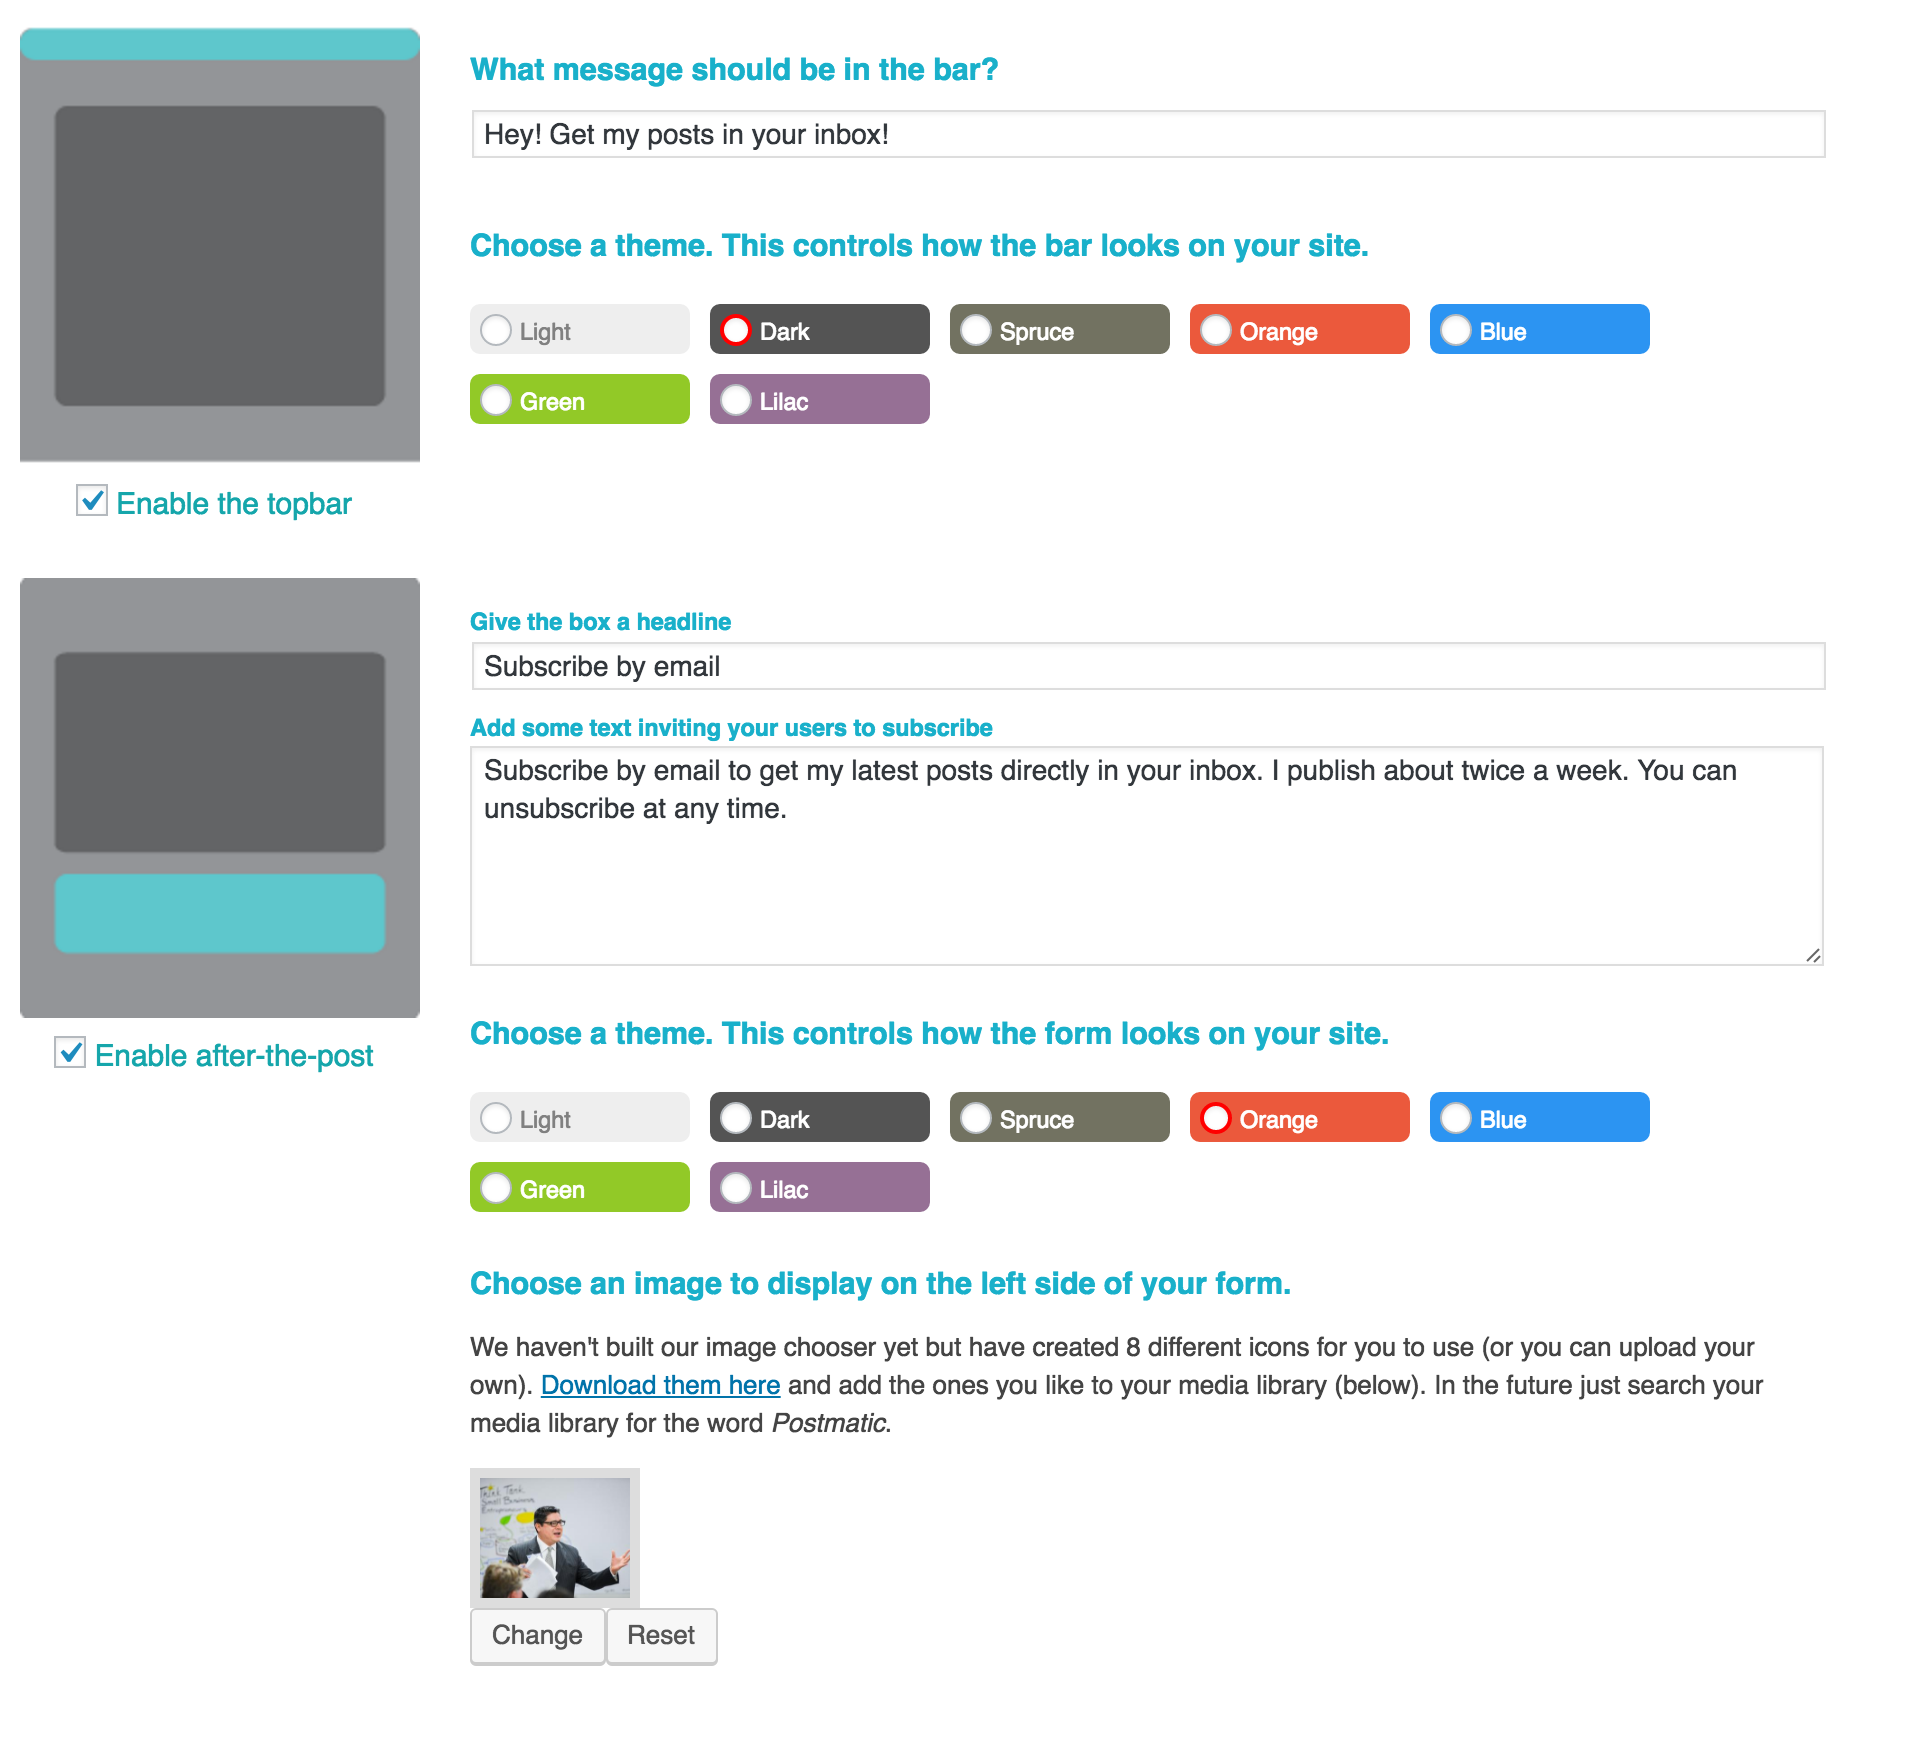 What message should be in the bar?
Hey! Get my posts in your inbox!
Choose a theme. This controls how the bar looks on your site.
Light Dark Spruce Orange Blue
Green Lilac
Enable the topbar
Give the box a headline
Subscribe by email
Add some text inviting your users to subscribe
Subscribe by email to get my latest posts directly in your inbox. I publish about twice a week. You can
unsubscribe at any time.
Choose a theme. This controls how the form looks on your site.
Enable after-the-post
Light Dark Spruce Orange Blue
Green Lilac
Choose an image to display on the left side of your form.
We haven't built our image chooser yet but have created 8 different icons for you to use (or you can upload your
own). Download them here and add the ones you like to your media library (below). In the future just search your
media library for the word Postmatic.
Think Tank
Small Business
Change Reset